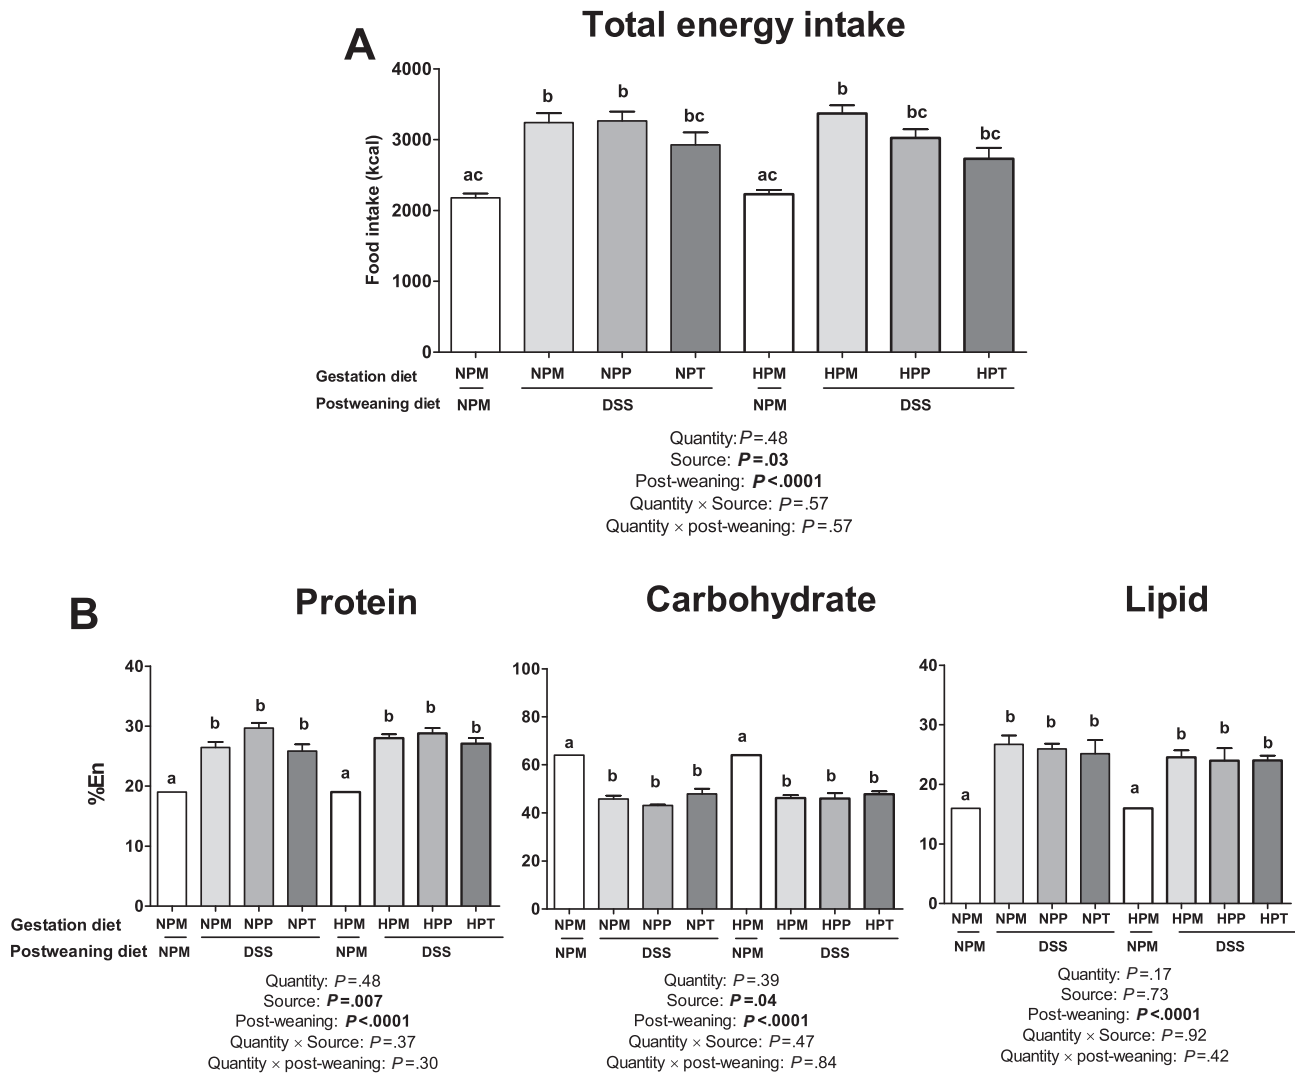 A
Total energy intake
Food intake (kcal)
4000
3000
2000
1000
0
ac
b
b
bc
ac
b
bc
bc
Gestation diet NPM NPM NPP NPT HPM HPM HPP HPT
Postweaning diet NPM DSS NPM DSS
Quantity: P=.48
Source: P=.03
Post-weaning: P<.0001
Quantity × Source: P=.57
Quantity × post-weaning: P=.57
B
Protein
%En
40
30
20
10
0
a
b
b
b
a
b
b
b
Gestation diet NPM NPM NPP NPT HPM HPM HPP HPT
Postweaning diet NPM DSS NPM DSS
Quantity: P=.48
Source: P=.007
Post-weaning: P<.0001
Quantity × Source: P=.37
Quantity × post-weaning: P=.30
Carbohydrate
100
80
60
40
20
0
a
b
b
b
a
b
b
b
NPM NPM NPP NPT HPM HPM HPP HPT
NPM DSS NPM DSS
Quantity: P=.39
Source: P=.04
Post-weaning: P<.0001
Quantity × Source: P=.47
Quantity × post-weaning: P=.84
Lipid
40
30
20
10
0
a
b
b
b
a
b
b
b
NPM NPM NPP NPT HPM HPM HPP HPT
NPM DSS NPM DSS
Quantity: P=.17
Source: P=.73
Post-weaning: P<.0001
Quantity × Source: P=.92
Quantity × post-weaning: P=.42